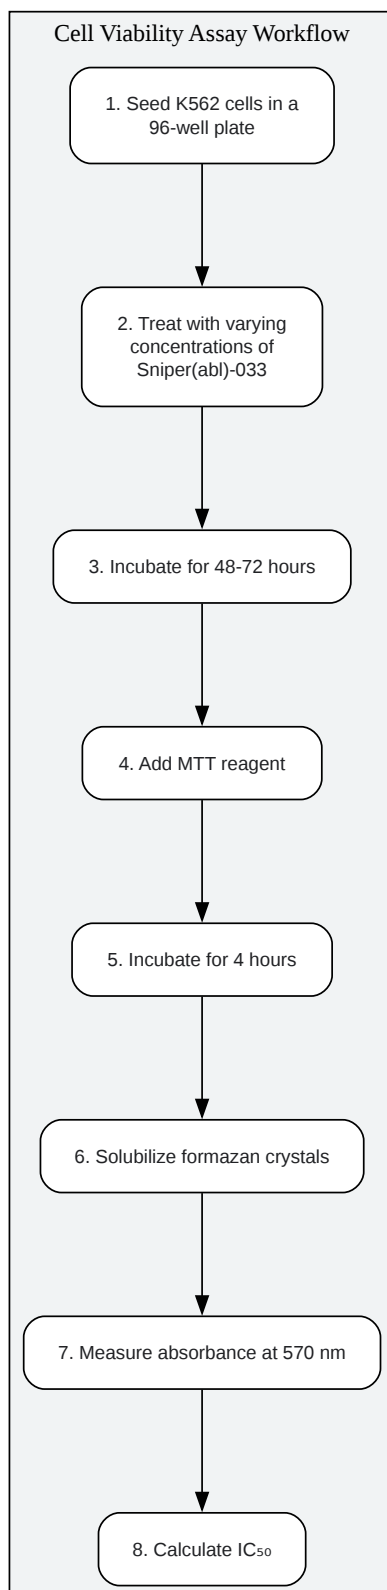 Cell Viability Assay Workflow
1. Seed K562 cells in a
96-well plate
2. Treat with varying
concentrations of
Sniper(abl)-033
3. Incubate for 48-72 hours
4. Add MTT reagent
5. Incubate for 4 hours
6. Solubilize formazan crystals
7. Measure absorbance at 570 nm
8. Calculate IC₅₀